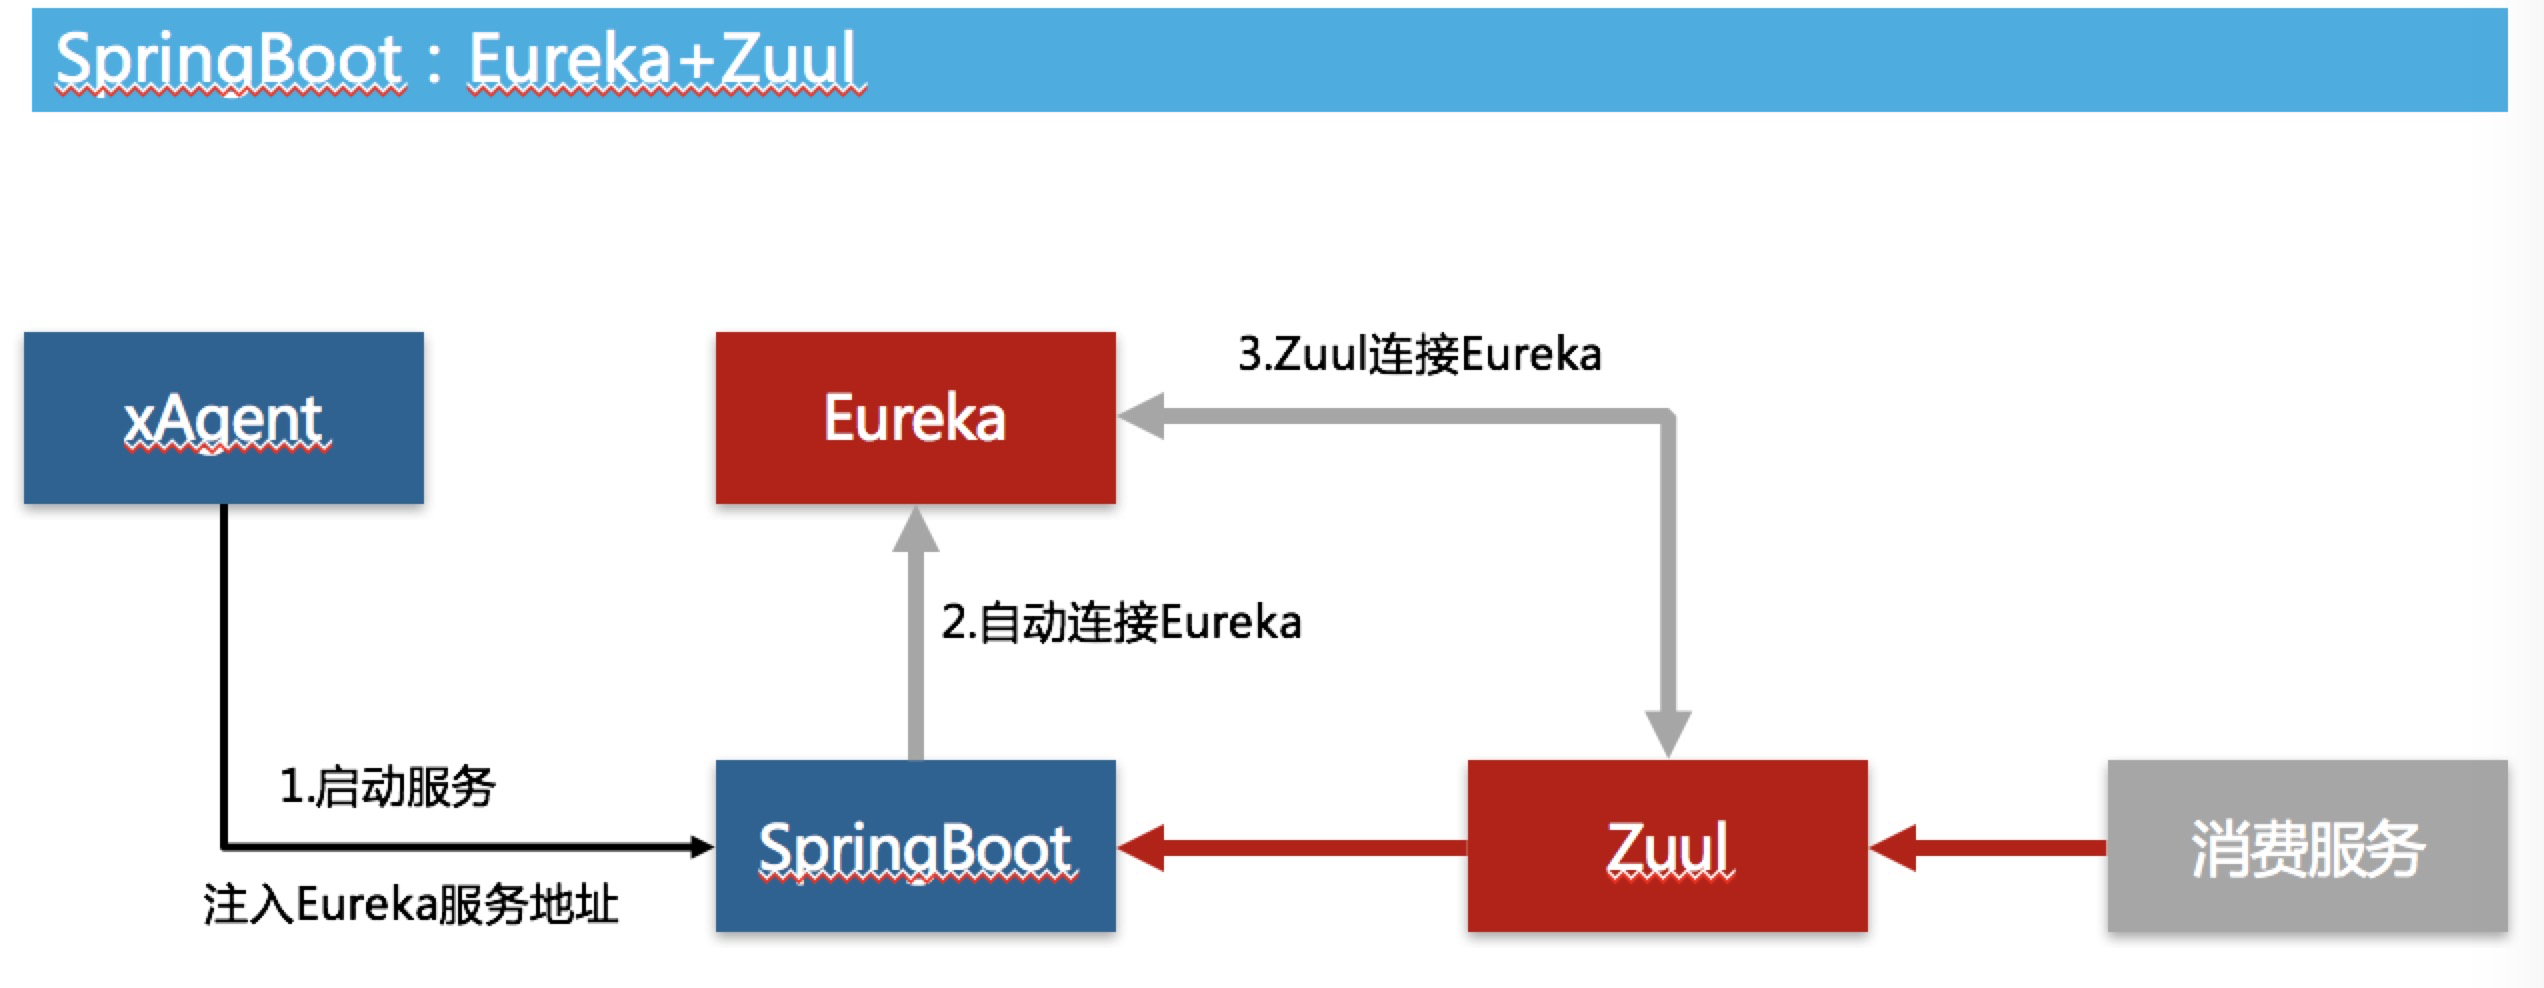 SpringBoot：Eureka+Zuul
xAgent
Eureka
3.Zuul连接Eureka
2.自动连接Eureka
1.启动服务
注入Eureka服务地址
SpringBoot
Zuul
消费服务